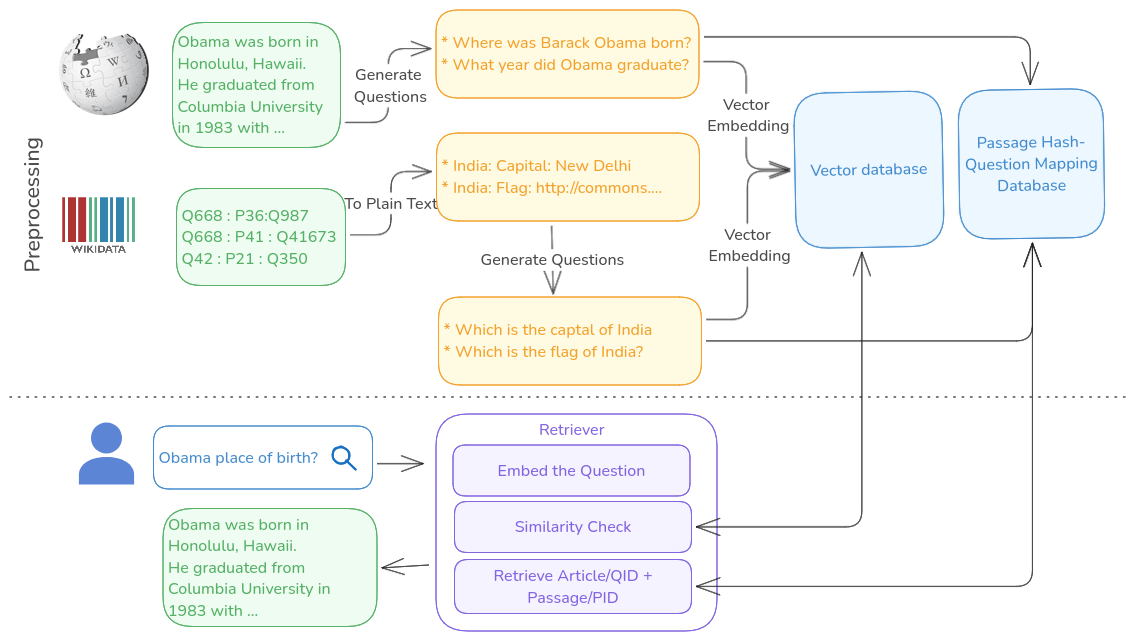 Preprocessing
Obama was born in
Honolulu, Hawaii.
He graduated from
Columbia University
in 1983 with ...
Generate
Questions
* Where was Barack Obama born?
* What year did Obama graduate?
Vector
Embedding
Vector database
Passage Hash-
Question Mapping
Database
WIKIDATA
Q668 : P36:Q987
Q668 : P41 : Q41673
Q42 : P21 : Q350
To Plain Text
* India: Capital: New Delhi
* India: Flag: http://commons....
Generate Questions
Vector
Embedding
* Which is the captal of India
* Which is the flag of India?
Obama place of birth?
Retriever
Embed the Question
Similarity Check
Retrieve Article/QID +
Passage/PID
Obama was born in
Honolulu, Hawaii.
He graduated from
Columbia University in
1983 with ...